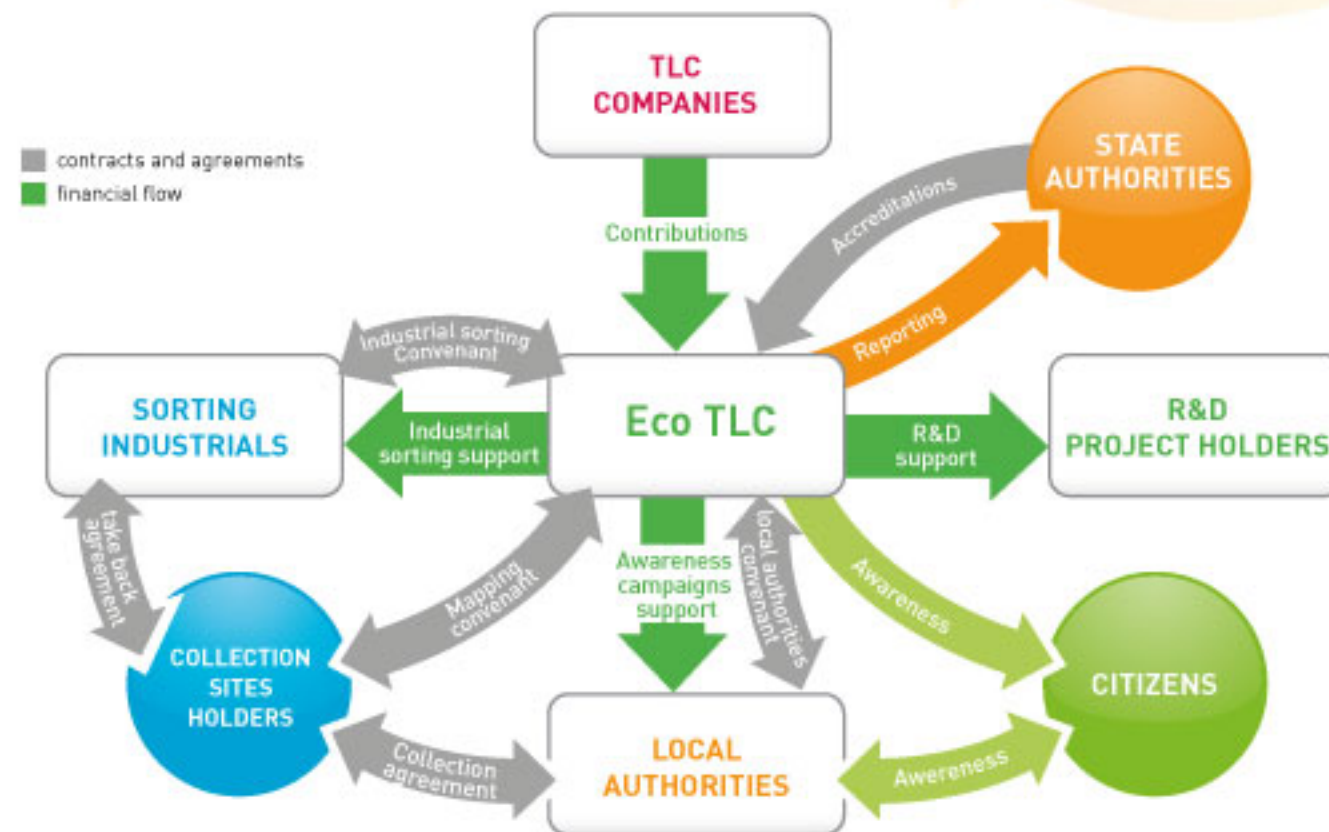 TLC
COMPANIES
STATE
AUTHORITIES
contracts and agreements
financial flow
Contributions
Accreditations
Reporting
Industrial sorting
Convenant
SORTING
INDUSTRIALS
Industrial
sorting support
Eco TLC
R&D
support
R&D
PROJECT HOLDERS
take back
agreement
Mapping
convenant
Awareness
campaigns
support
local authorities
convenant
Awareness
COLLECTION
SITES
HOLDERS
CITIZENS
Collection
agreement
LOCAL
AUTHORITIES
Awereness